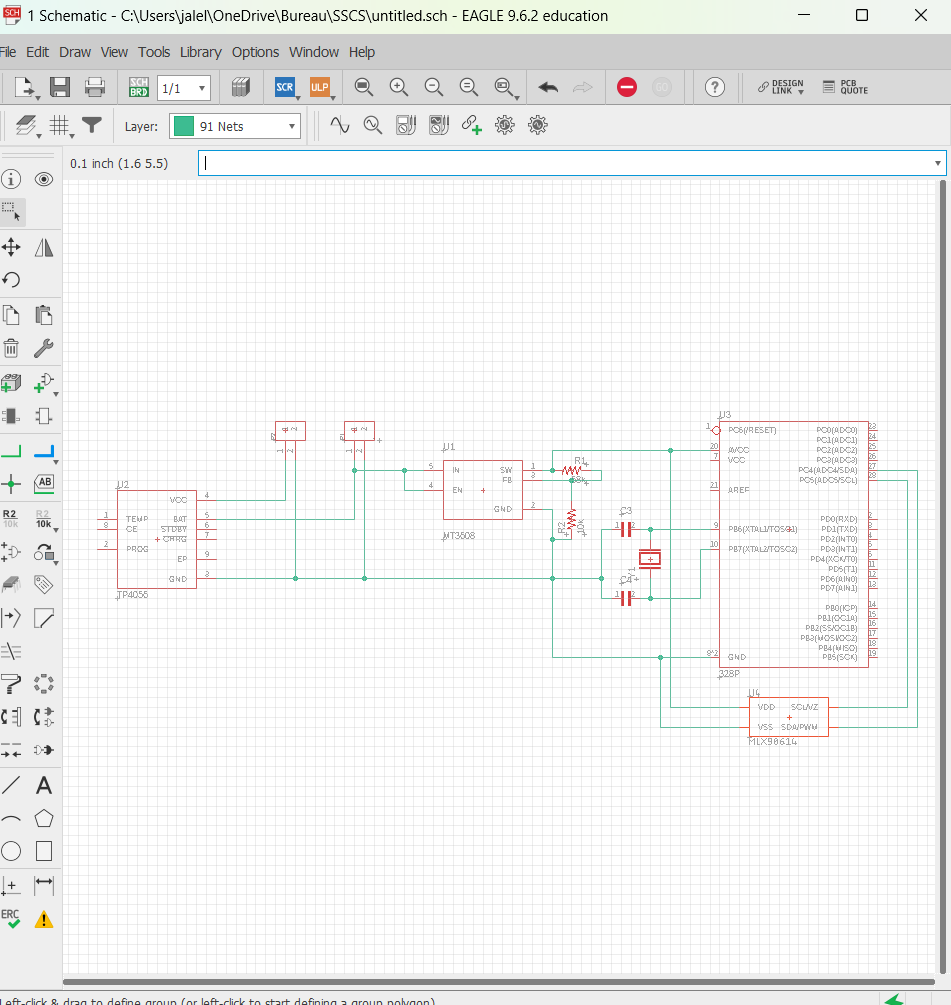 1 Schematic - C:\Users\jalel\OneDrive\Bureau\SSCS\untitled.sch - EAGLE 9.6.2 education
File Edit Draw View Tools Library Options Window Help
SCH BRD 1/1 SCR ULP DESIGN LINK PCB QUOTE
Layer: 91 Nets
0.1 inch (1.6 5.5)
R2 10k R2 10k
ERC
U2
VCC 4
1 TEMP BAT 5
8 CE STDBY 6
CHRG 7
2 PROG
EP 9
GND 3
TP4056
1 2
1 2
U1
5 IN SW 1
4 EN FB 3
GND 2
MT3608
R1
R2 10k
C3
1 2
C4
1 2
U3
1 PC6(/RESET) PC0(ADC0) 23
PC1(ADC1) 24
20 AVCC PC2(ADC2) 25
7 VCC PC3(ADC3) 26
PC4(ADC4/SDA) 27
PC5(ADC5/SCL) 28
21 AREF
PD0(RXD) 2
PD1(TXD) 3
9 PB6(XTAL1/TOSC1) PD2(INT0) 4
10 PB7(XTAL2/TOSC2) PD3(INT1) 5
PD4(XCK/T0) 6
PD5(T1) 11
PD6(AIN0) 12
PD7(AIN1) 13
PB0(ICP) 14
PB1(OC1A) 15
PB2(SS/OC1B) 16
PB3(MOSI/OC2) 17
PB4(MISO) 18
8*2 GND PB5(SCK) 19
328P
U4
VDD SCL/VZ
VSS SDA/PWM
MLX90614
Left-click & drag to define group (or left-click to start defining a group polygon)